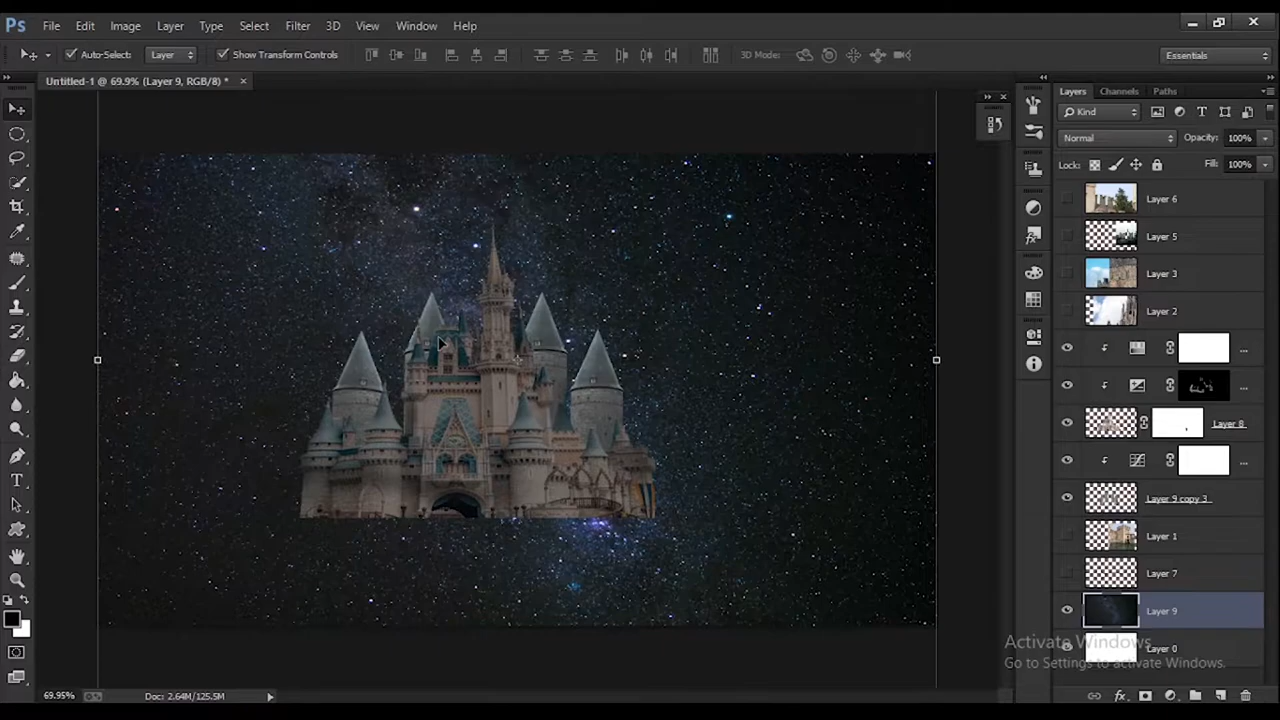 Ps File Edit Image Layer Type Select Filter 3D View Window Help
Auto-Select: Layer Show Transform Controls 3D Mode: Essentials
Untitled-1 @ 69.9% (Layer 9, RGB/8) * ×
Layers Channels Paths
Kind
Normal Opacity: 100%
Lock: Fill: 100%
Layer 6
Layer 5
Layer 3
Layer 2
...
...
Layer 8
...
Layer 9 copy 3
Layer 1
Layer 7
Layer 9
Activate Windows
Layer 0
Go to Settings to activate Windows.
69.95% Doc: 2.64M/125.5M